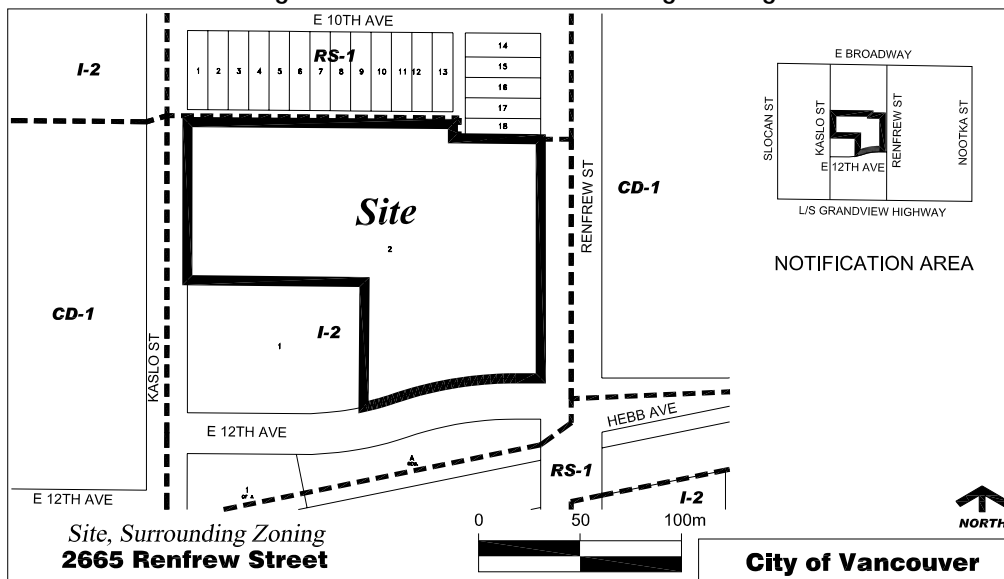 E 10TH AVE
I-2
RS-1
1 2 3 4 5 6 7 8 9 10 11 12 13
14
15
16
17
18
E BROADWAY
SLOCAN ST
KASLO ST
RENFREW ST
NOOTKA ST
E 12TH AVE
L/S GRANDVIEW HIGHWAY
NOTIFICATION AREA
RENFREW ST
CD-1
Site
2
CD-1
KASLO ST
I-2
1
E 12TH AVE
HEBB AVE
RS-1
I-2
E 12TH AVE
1
OF A
A
NORTH
0 50 100m
Site, Surrounding Zoning
2665 Renfrew Street
City of Vancouver